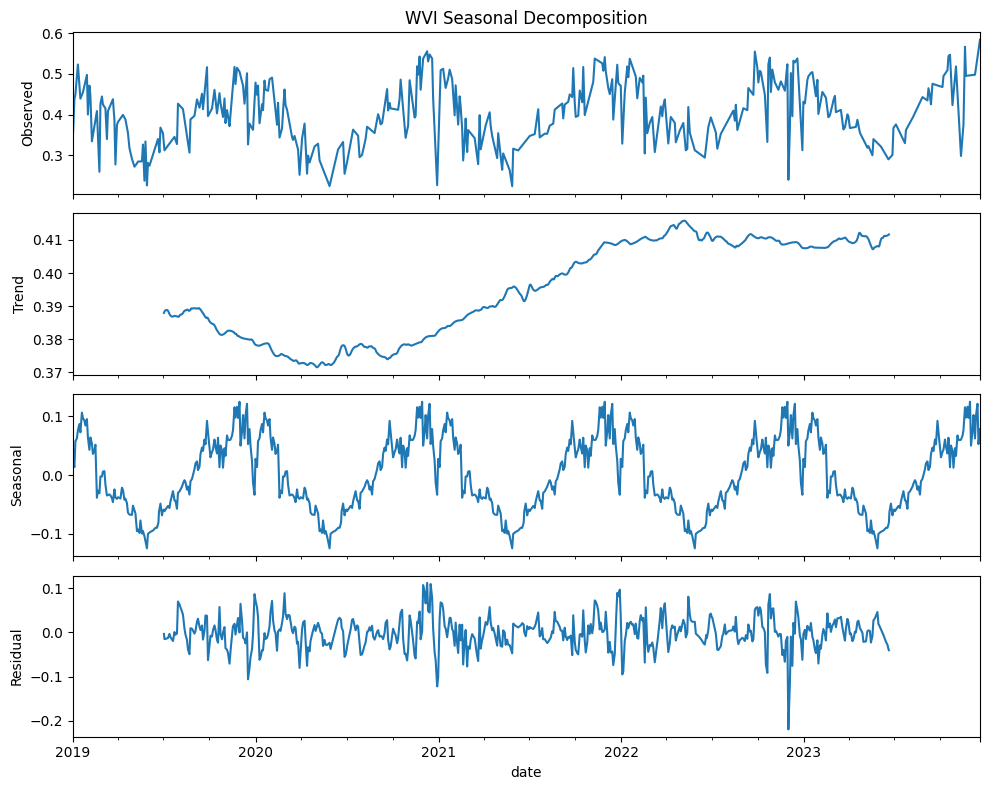 WVI Seasonal Decomposition
0.6
0.5
0.4
0.3
Observed
0.41
0.40
0.39
0.38
0.37
Trend
0.1
0.0
−0.1
Seasonal
0.1
0.0
−0.1
−0.2
Residual
2019 2020 2021 2022 2023
date